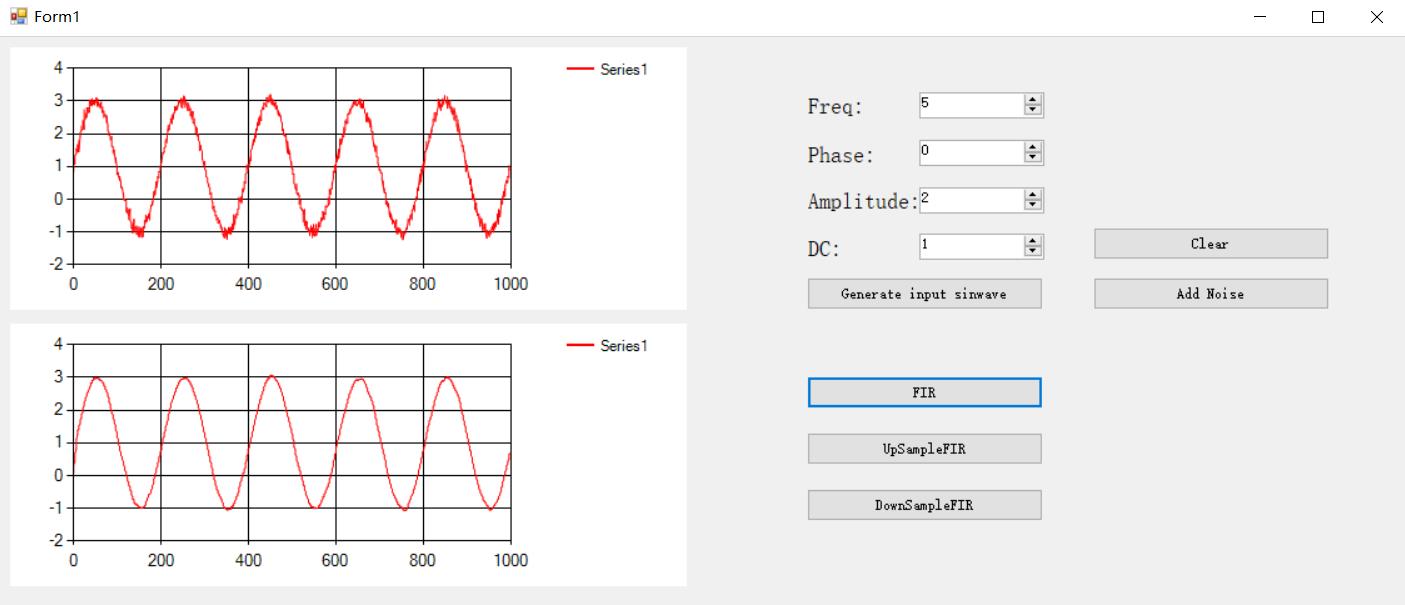 Form1
4
3
2
1
0
-1
-2
0 200 400 600 800 1000
Series1
4
3
2
1
0
-1
-2
0 200 400 600 800 1000
Series1
Freq: 5
Phase: 0
Amplitude: 2
DC: 1
Clear
Generate input sinwave
Add Noise
FIR
UpSampleFIR
DownSampleFIR